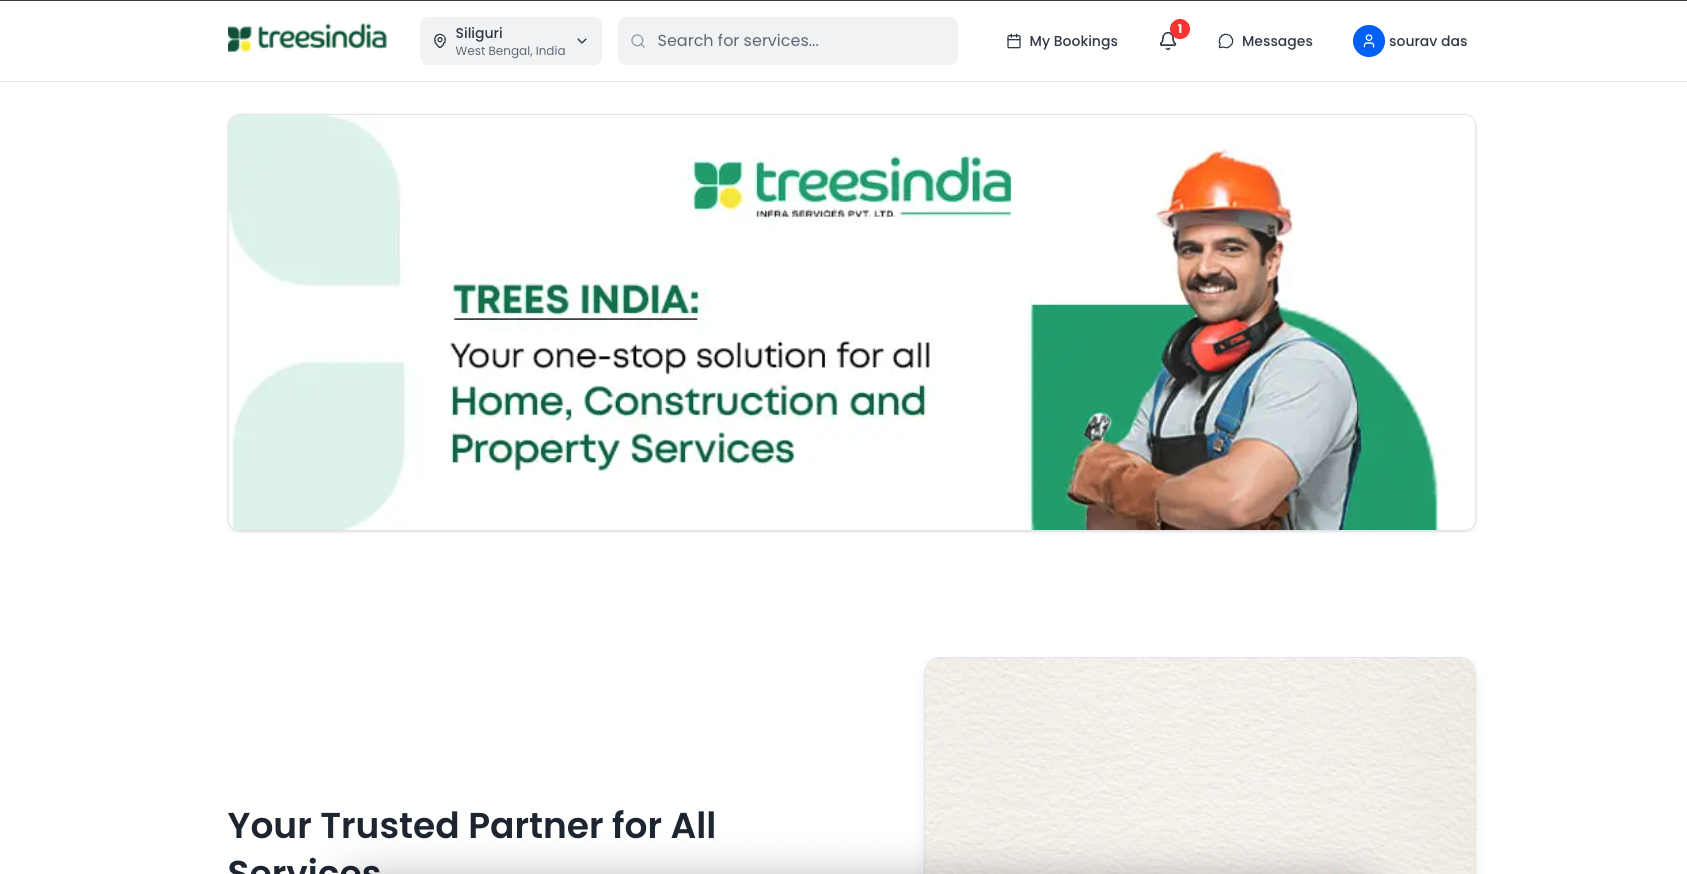 treesindia
Siliguri
West Bengal, India
Search for services...
My Bookings
1
Messages
sourav das
treesindia
INFRA SERVICES PVT. LTD.
TREES INDIA:
Your one-stop solution for all
Home, Construction and
Property Services
Your Trusted Partner for All
Services